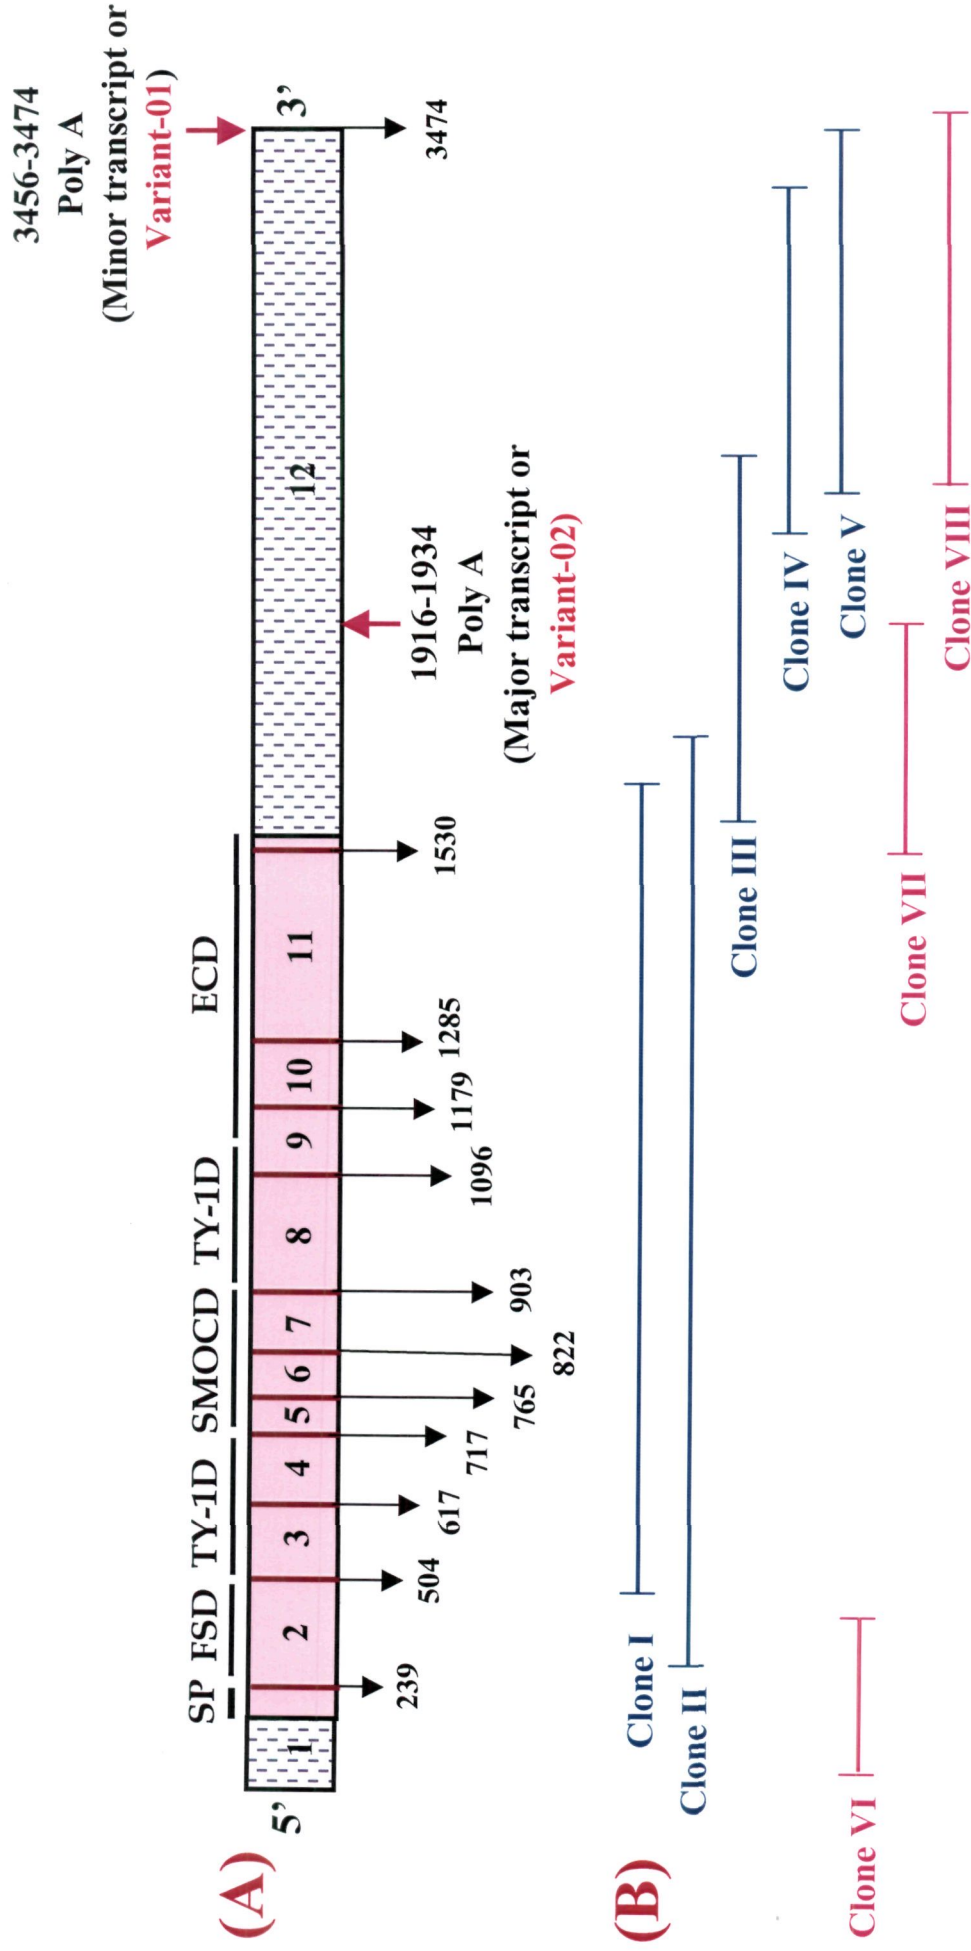 (A)
SP FSD TY-1D SMOCD TY-1D ECD
3456-3474
Poly A
(Minor transcript or
Variant-01)
5’ 1 2 3 4 5 6 7 8 9 10 11 12 3’
239 504 617 717 765 822 903 1096 1179 1285 1530 3474
1916-1934
Poly A
(Major transcript or
Variant-02)
(B)
Clone I
Clone II
Clone III
Clone IV
Clone V
Clone VI
Clone VII
Clone VIII